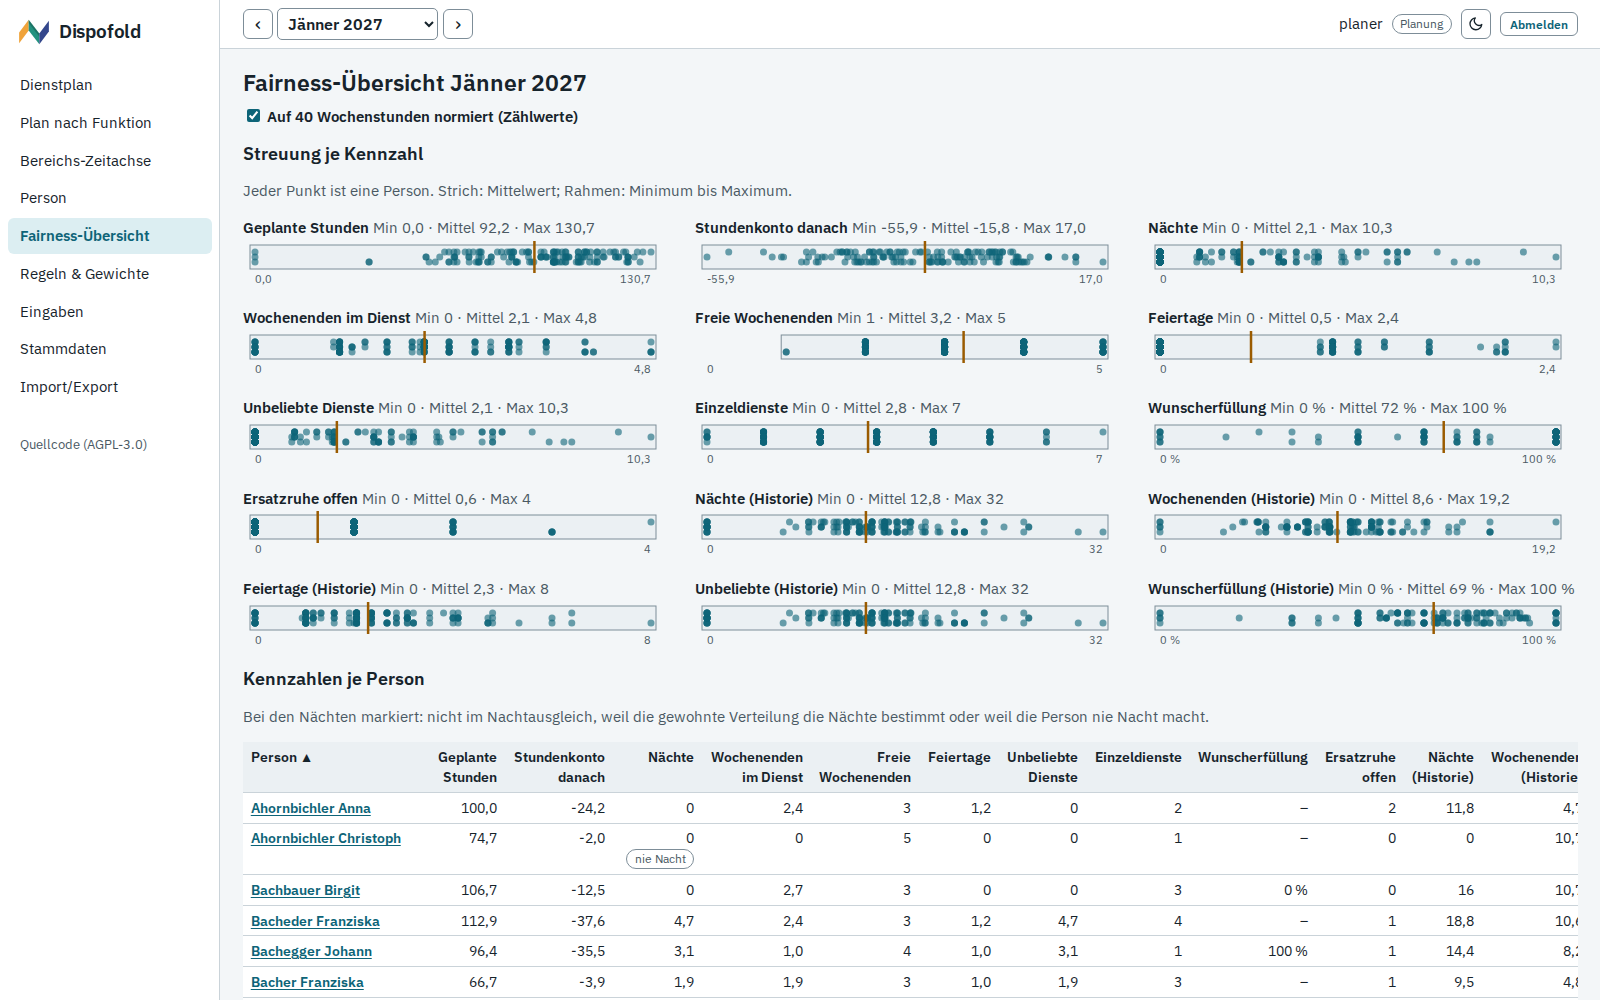 Dispofold
Dienstplan
Plan nach Funktion
Bereichs-Zeitachse
Person
Fairness-Übersicht
Regeln & Gewichte
Eingaben
Stammdaten
Import/Export
Quellcode (AGPL-3.0)
‹ Jänner 2027 ›
planer Planung Abmelden
Fairness-Übersicht Jänner 2027
Auf 40 Wochenstunden normiert (Zählwerte)
Streuung je Kennzahl
Jeder Punkt ist eine Person. Strich: Mittelwert; Rahmen: Minimum bis Maximum.
Geplante Stunden Min 0,0 · Mittel 92,2 · Max 130,7
0,0 130,7
Stundenkonto danach Min -55,9 · Mittel -15,8 · Max 17,0
-55,9 17,0
Nächte Min 0 · Mittel 2,1 · Max 10,3
0 10,3
Wochenenden im Dienst Min 0 · Mittel 2,1 · Max 4,8
0 4,8
Freie Wochenenden Min 1 · Mittel 3,2 · Max 5
0 5
Feiertage Min 0 · Mittel 0,5 · Max 2,4
0 2,4
Unbeliebte Dienste Min 0 · Mittel 2,1 · Max 10,3
0 10,3
Einzeldienste Min 0 · Mittel 2,8 · Max 7
0 7
Wunscherfüllung Min 0 % · Mittel 72 % · Max 100 %
0 % 100 %
Ersatzruhe offen Min 0 · Mittel 0,6 · Max 4
0 4
Nächte (Historie) Min 0 · Mittel 12,8 · Max 32
0 32
Wochenenden (Historie) Min 0 · Mittel 8,6 · Max 19,2
0 19,2
Feiertage (Historie) Min 0 · Mittel 2,3 · Max 8
0 8
Unbeliebte (Historie) Min 0 · Mittel 12,8 · Max 32
0 32
Wunscherfüllung (Historie) Min 0 % · Mittel 69 % · Max 100 %
0 % 100 %
Kennzahlen je Person
Bei den Nächten markiert: nicht im Nachtausgleich, weil die gewohnte Verteilung die Nächte bestimmt oder weil die Person nie Nacht macht.
Person ▲ Geplante Stundenkonto Nächte Wochenenden Freie Feiertage Unbeliebte Einzeldienste Wunscherfüllung Ersatzruhe Nächte Wochenenden
Stunden danach im Dienst Wochenenden Dienste offen (Historie) (Historie
Ahornbichler Anna 100,0 -24,2 0 2,4 3 1,2 0 2 – 2 11,8 4,7
Ahornbichler Christoph 74,7 -2,0 0 0 5 0 0 1 – 0 0 10,7
nie Nacht
Bachbauer Birgit 106,7 -12,5 0 2,7 3 0 0 3 0 % 0 16 10,7
Bacheder Franziska 112,9 -37,6 4,7 2,4 3 1,2 4,7 4 – 1 18,8 10,6
Bachegger Johann 96,4 -35,5 3,1 1,0 4 1,0 3,1 1 100 % 1 14,4 8,2
Bacher Franziska 66,7 -3,9 1,9 1,9 3 1,0 1,9 3 – 1 9,5 4,8